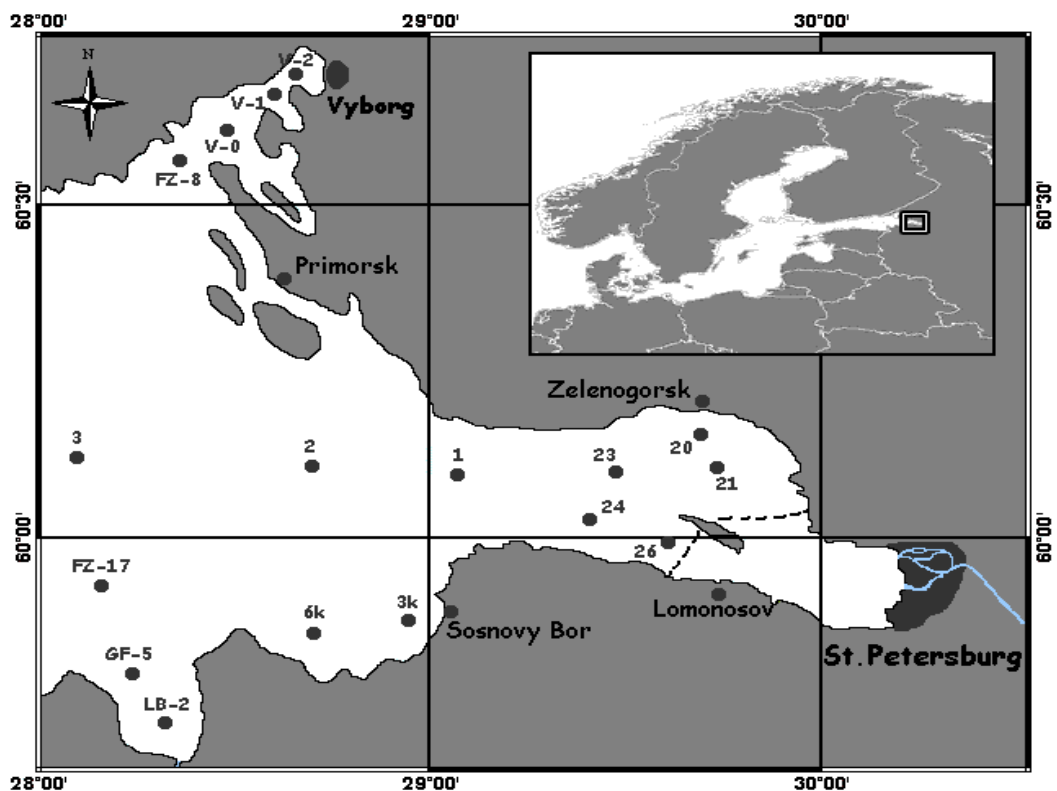 28°00' 29°00' 30°00'
N
V-2
V-1
Vyborg
V-0
FZ-8
60°30' 60°30'
Primorsk
Zelenogorsk
3
2
1
23
20
21
24
60°00' 60°00'
26
FZ-17
6k
3k
Lomonosov
Sosnovy Bor
GF-5
St.Petersburg
LB-2
28°00' 29°00' 30°00'